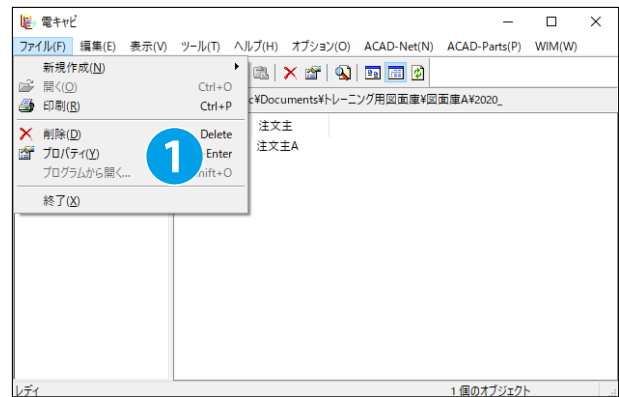 電キャビ
ファイル(F) 編集(E) 表示(V) ツール(T) ヘルプ(H) オプション(O) ACAD-Net(N) ACAD-Parts(P) WIM(W)
新規作成(N)
開く(O) Ctrl+O
c¥Documents¥トレーニング用図面庫¥図面庫A¥2020_
印刷(R) Ctrl+P
注文主
削除(D) Delete
注文主A
プロパティ(Y) Enter
1
プログラムから開く... hift+O
終了(X)
レディ 1 個のオブジェクト